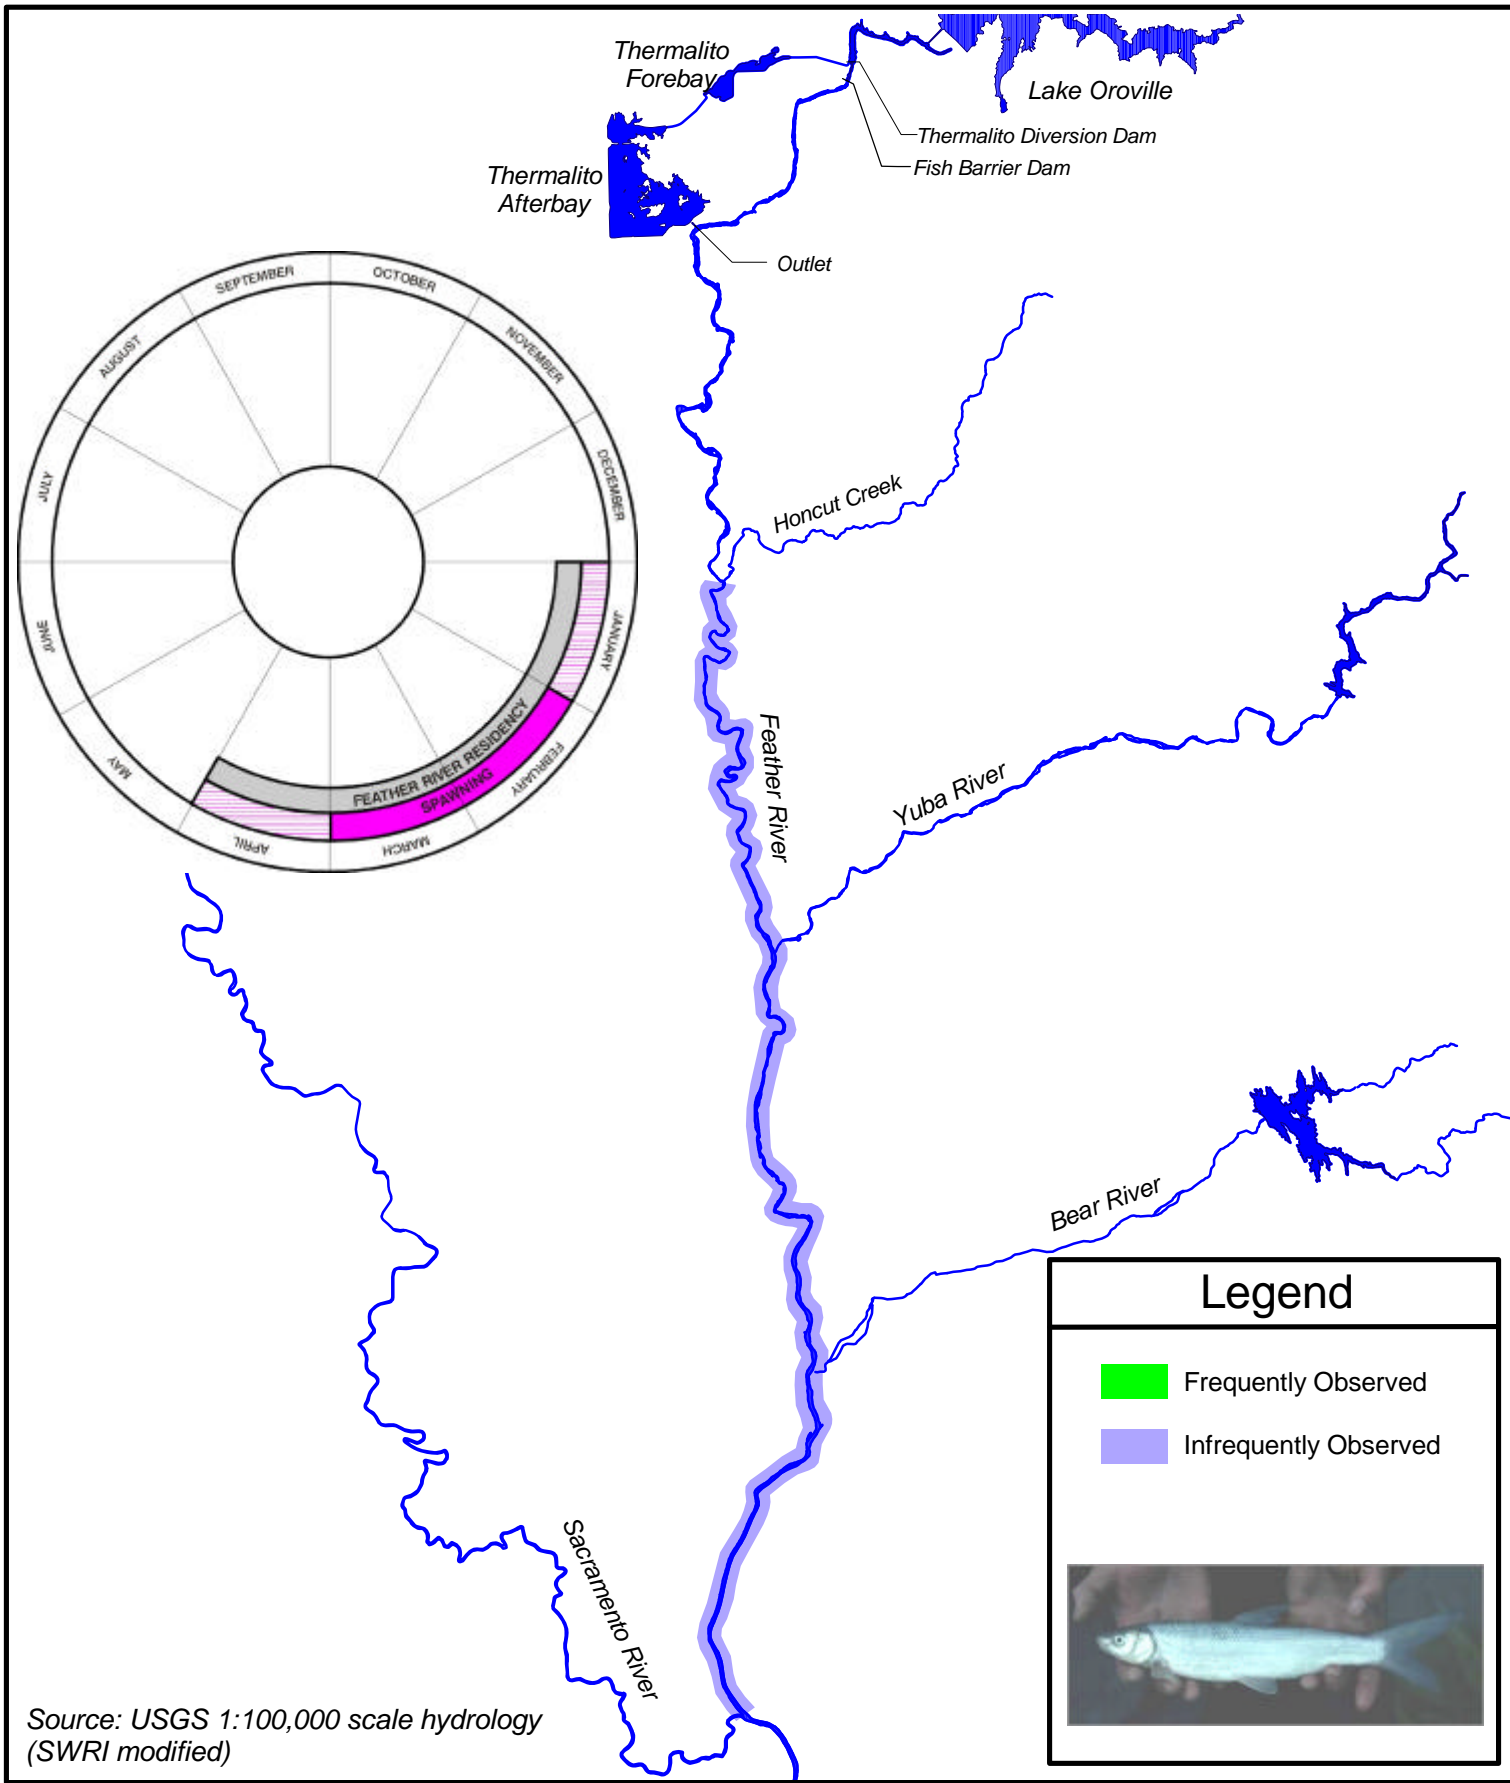 Thermalito
Forebay
Lake Oroville
Thermalito Diversion Dam
Fish Barrier Dam
Thermalito
Afterbay
Outlet
SEPTEMBER
OCTOBER
NOVEMBER
DECEMBER
JANUARY
FEBRUARY
MARCH
APRIL
MAY
JUNE
JULY
AUGUST
FEATHER RIVER RESIDENCY
SPAWNING
Honcut Creek
Feather River
Yuba River
Bear River
Sacramento River
Legend
Frequently Observed
Infrequently Observed
Source: USGS 1:100,000 scale hydrology
(SWRI modified)